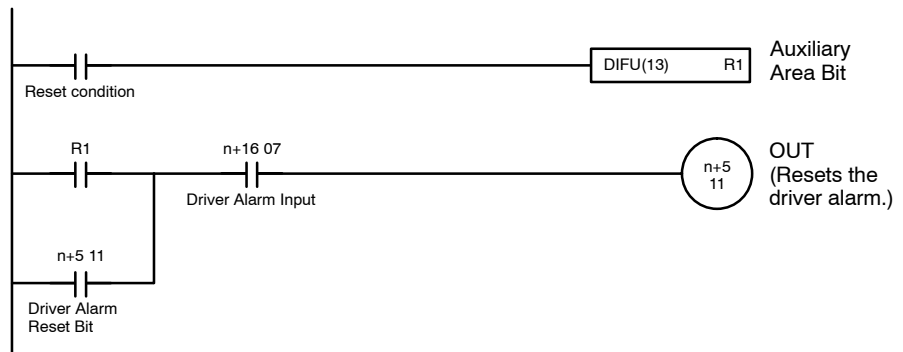 Reset condition
DIFU(13) R1
Auxiliary
Area Bit
R1
n+16 07
Driver Alarm Input
n+5
11
OUT
(Resets the
driver alarm.)
n+5 11
Driver Alarm
Reset Bit